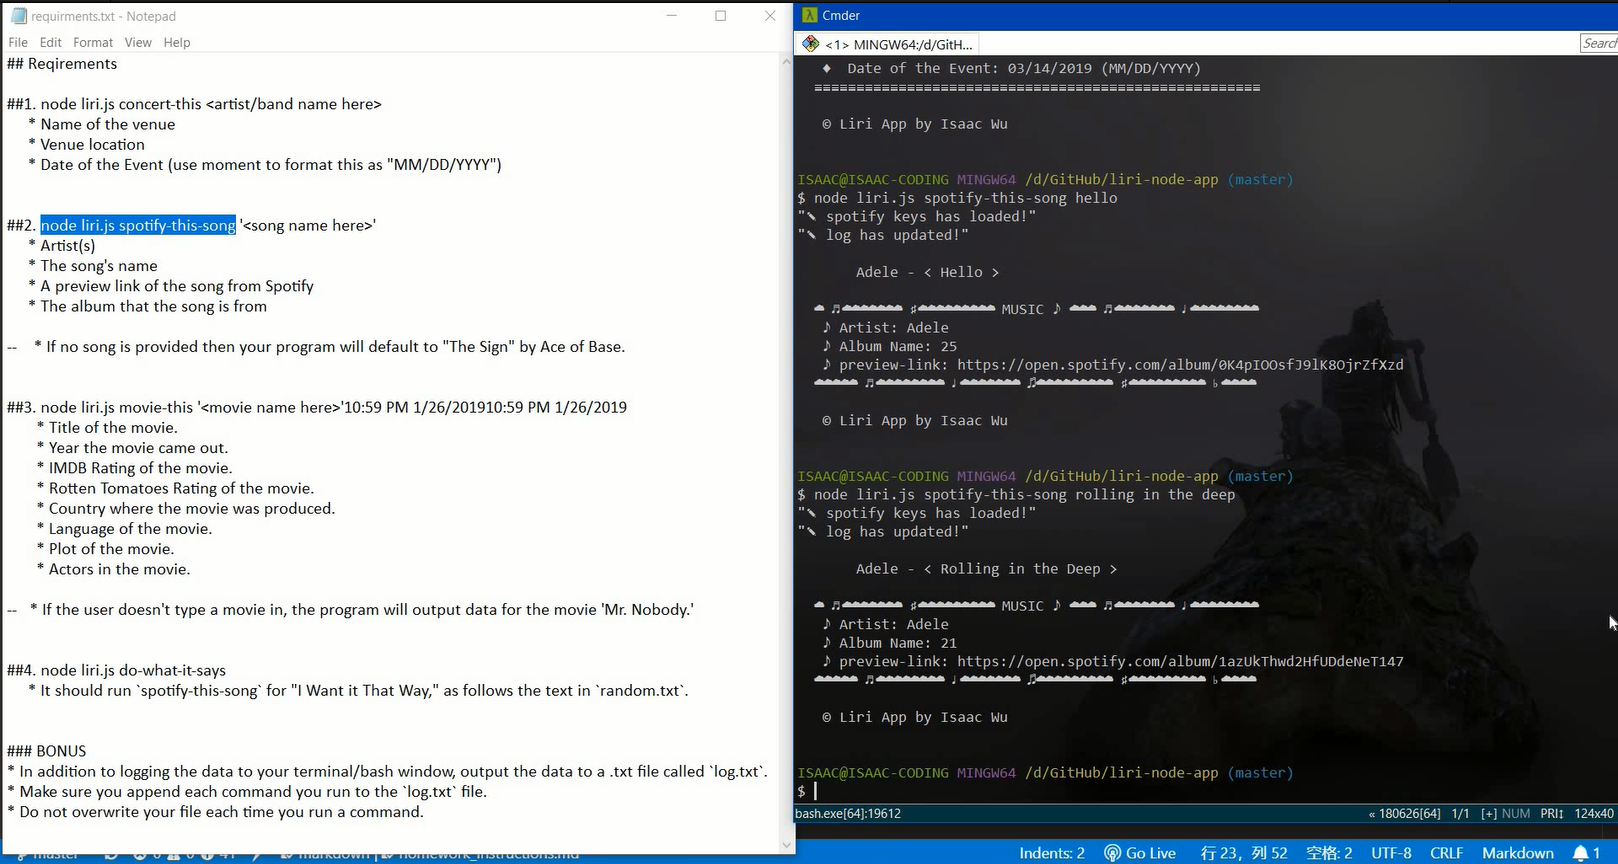 requirments.txt - Notepad
File Edit Format View Help
## Reqirements
##1. node liri.js concert-this <artist/band name here>
* Name of the venue
* Venue location
* Date of the Event (use moment to format this as "MM/DD/YYYY")
##2. node liri.js spotify-this-song '<song name here>'
* Artist(s)
* The song's name
* A preview link of the song from Spotify
* The album that the song is from
-- * If no song is provided then your program will default to "The Sign" by Ace of Base.
##3. node liri.js movie-this '<movie name here>'10:59 PM 1/26/201910:59 PM 1/26/2019
* Title of the movie.
* Year the movie came out.
* IMDB Rating of the movie.
* Rotten Tomatoes Rating of the movie.
* Country where the movie was produced.
* Language of the movie.
* Plot of the movie.
* Actors in the movie.
-- * If the user doesn't type a movie in, the program will output data for the movie 'Mr. Nobody.'
##4. node liri.js do-what-it-says
* It should run `spotify-this-song` for "I Want it That Way," as follows the text in `random.txt`.
### BONUS
* In addition to logging the data to your terminal/bash window, output the data to a .txt file called `log.txt`.
* Make sure you append each command you run to the `log.txt` file.
* Do not overwrite your file each time you run a command.
λ Cmder
<1> MINGW64:/d/GitH...
Search
♦ Date of the Event: 03/14/2019 (MM/DD/YYYY)
=====================================================
© Liri App by Isaac Wu
ISAAC@ISAAC-CODING MINGW64 /d/GitHub/liri-node-app (master)
$ node liri.js spotify-this-song hello
"✎ spotify keys has loaded!"
"✎ log has updated!"
Adele - < Hello >
MUSIC ♪
♪ Artist: Adele
♪ Album Name: 25
♪ preview-link: https://open.spotify.com/album/0K4pIOOsfJ9lK8OjrZfXzd
© Liri App by Isaac Wu
ISAAC@ISAAC-CODING MINGW64 /d/GitHub/liri-node-app (master)
$ node liri.js spotify-this-song rolling in the deep
"✎ spotify keys has loaded!"
"✎ log has updated!"
Adele - < Rolling in the Deep >
MUSIC ♪
♪ Artist: Adele
♪ Album Name: 21
♪ preview-link: https://open.spotify.com/album/1azUkThwd2HfUDdeNeT147
© Liri App by Isaac Wu
ISAAC@ISAAC-CODING MINGW64 /d/GitHub/liri-node-app (master)
$
bash.exe[64]:19612 « 180626[64] 1/1 [+] NUM PRI↕ 124x40
master markdown homework_instructions.md Indents: 2 Go Live 行 23, 列 52 空格: 2 UTF-8 CRLF Markdown 1